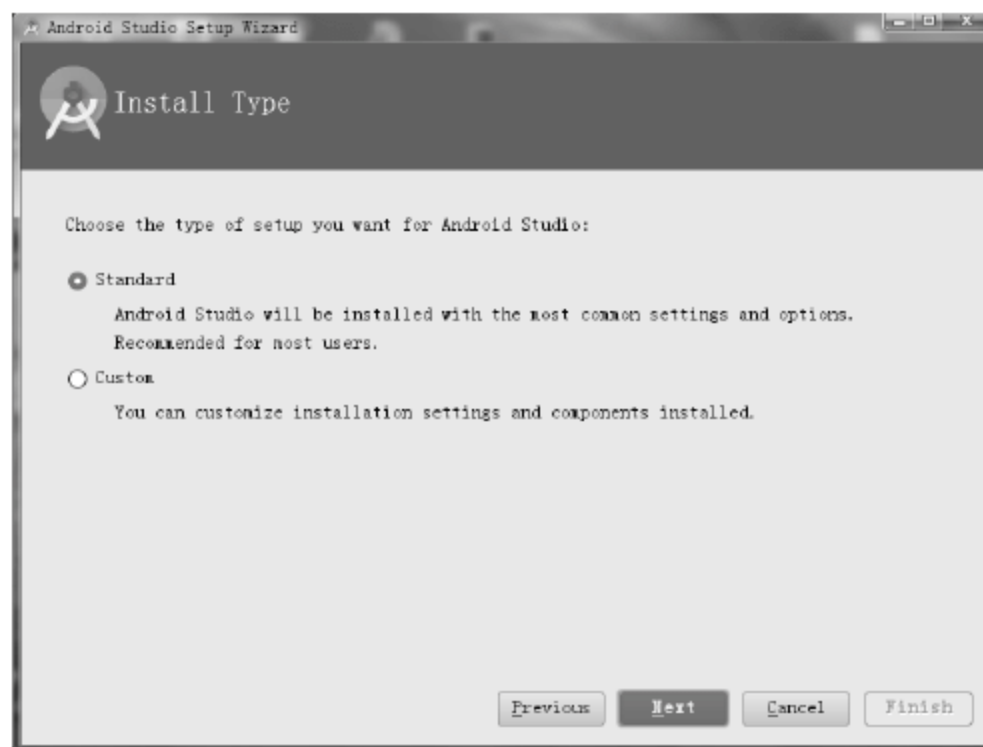 Android Studio Setup Wizard
Install Type
Choose the type of setup you want for Android Studio:
Standard
Android Studio will be installed with the most common settings and options.
Recommended for most users.
Custom
You can customize installation settings and components installed.
Previous Next Cancel Finish